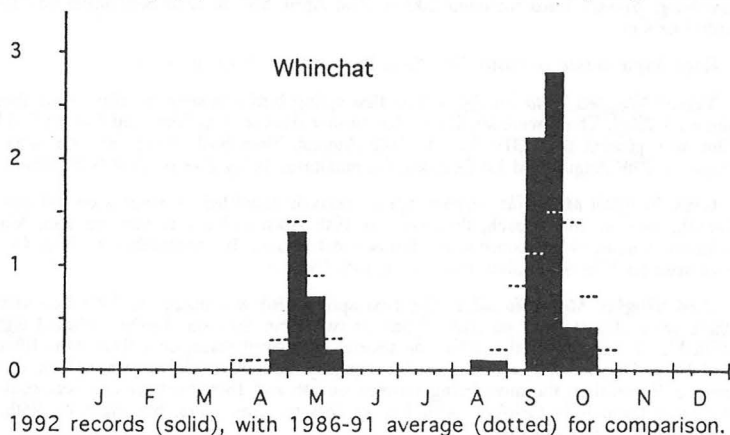 3
Whinchat
2
1
0
J F M A M J J A S O N D
1992 records (solid), with 1986-91 average (dotted) for comparison.